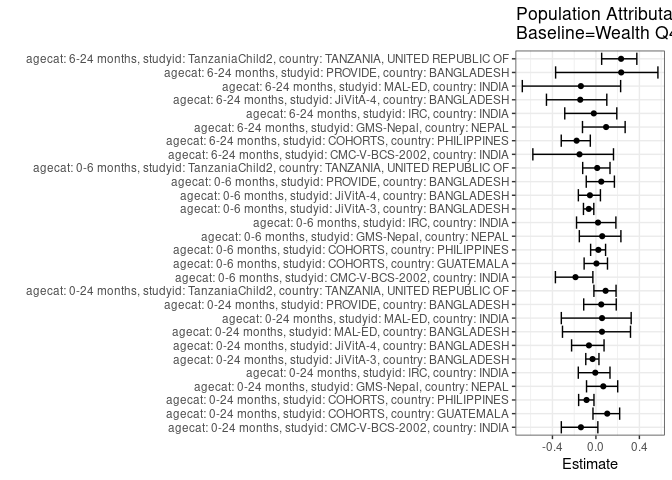 Population Attributa
Baseline=Wealth Q4
agecat: 6-24 months, studyid: TanzaniaChild2, country: TANZANIA, UNITED REPUBLIC OF
agecat: 6-24 months, studyid: PROVIDE, country: BANGLADESH
agecat: 6-24 months, studyid: MAL-ED, country: INDIA
agecat: 6-24 months, studyid: JiVitA-4, country: BANGLADESH
agecat: 6-24 months, studyid: IRC, country: INDIA
agecat: 6-24 months, studyid: GMS-Nepal, country: NEPAL
agecat: 6-24 months, studyid: COHORTS, country: PHILIPPINES
agecat: 6-24 months, studyid: CMC-V-BCS-2002, country: INDIA
agecat: 0-6 months, studyid: TanzaniaChild2, country: TANZANIA, UNITED REPUBLIC OF
agecat: 0-6 months, studyid: PROVIDE, country: BANGLADESH
agecat: 0-6 months, studyid: JiVitA-4, country: BANGLADESH
agecat: 0-6 months, studyid: JiVitA-3, country: BANGLADESH
agecat: 0-6 months, studyid: IRC, country: INDIA
agecat: 0-6 months, studyid: GMS-Nepal, country: NEPAL
agecat: 0-6 months, studyid: COHORTS, country: PHILIPPINES
agecat: 0-6 months, studyid: COHORTS, country: GUATEMALA
agecat: 0-6 months, studyid: CMC-V-BCS-2002, country: INDIA
agecat: 0-24 months, studyid: TanzaniaChild2, country: TANZANIA, UNITED REPUBLIC OF
agecat: 0-24 months, studyid: PROVIDE, country: BANGLADESH
agecat: 0-24 months, studyid: MAL-ED, country: INDIA
agecat: 0-24 months, studyid: MAL-ED, country: BANGLADESH
agecat: 0-24 months, studyid: JiVitA-4, country: BANGLADESH
agecat: 0-24 months, studyid: JiVitA-3, country: BANGLADESH
agecat: 0-24 months, studyid: IRC, country: INDIA
agecat: 0-24 months, studyid: GMS-Nepal, country: NEPAL
agecat: 0-24 months, studyid: COHORTS, country: PHILIPPINES
agecat: 0-24 months, studyid: COHORTS, country: GUATEMALA
agecat: 0-24 months, studyid: CMC-V-BCS-2002, country: INDIA
-0.4 0.0 0.4
Estimate